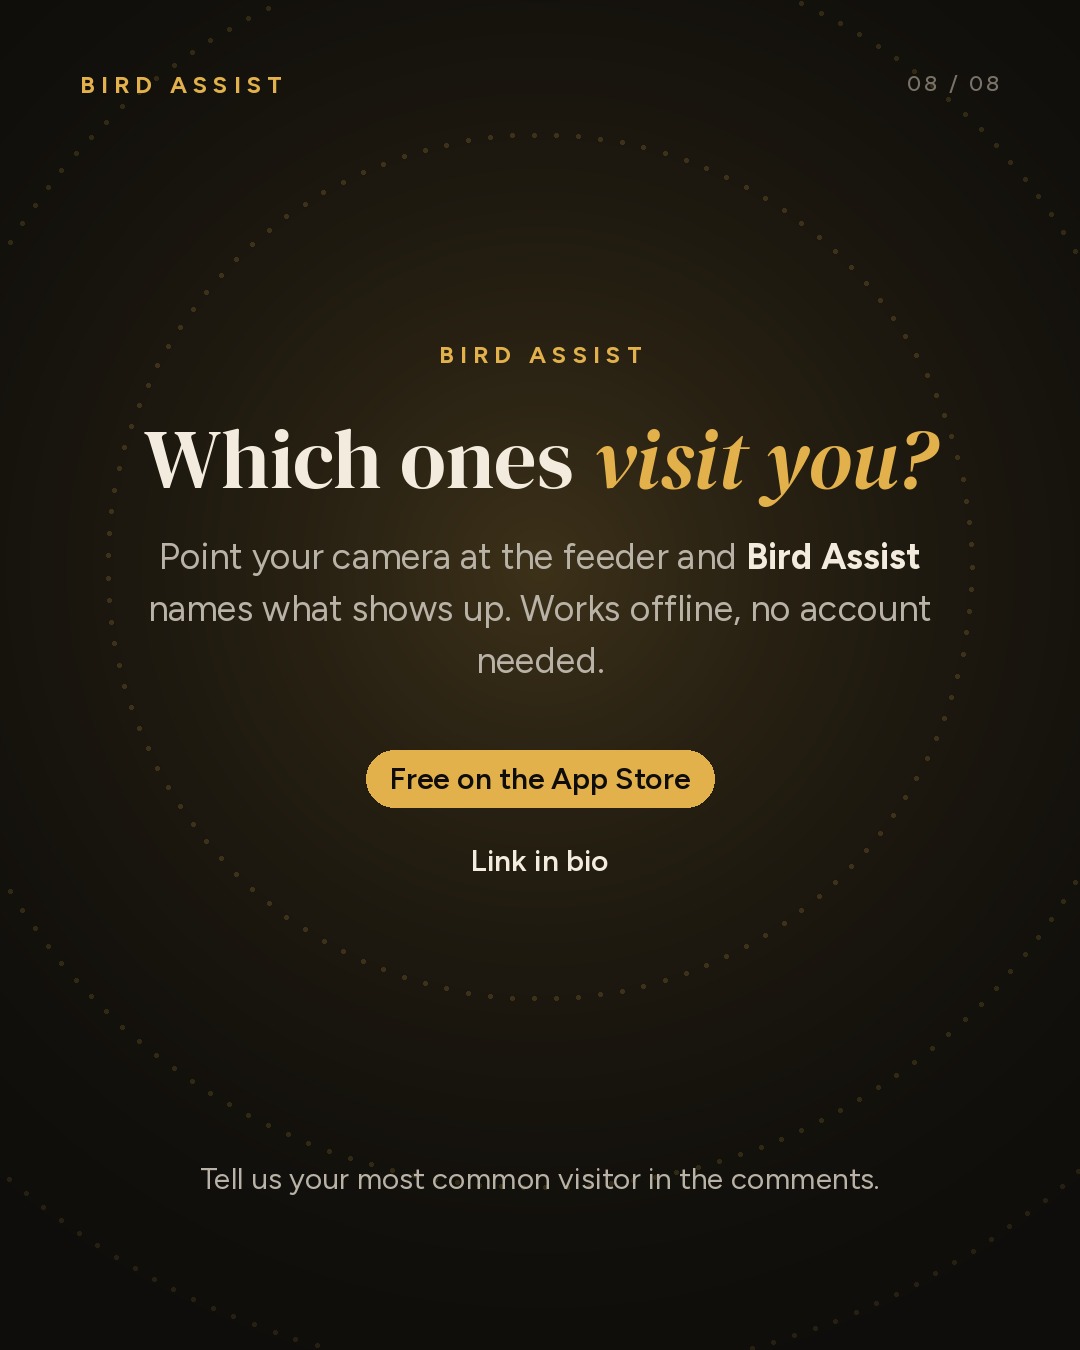 BIRD ASSIST
08 / 08
BIRD ASSIST
Which ones visit you?
Point your camera at the feeder and Bird Assist
names what shows up. Works offline, no account
needed.
Free on the App Store
Link in bio
Tell us your most common visitor in the comments.